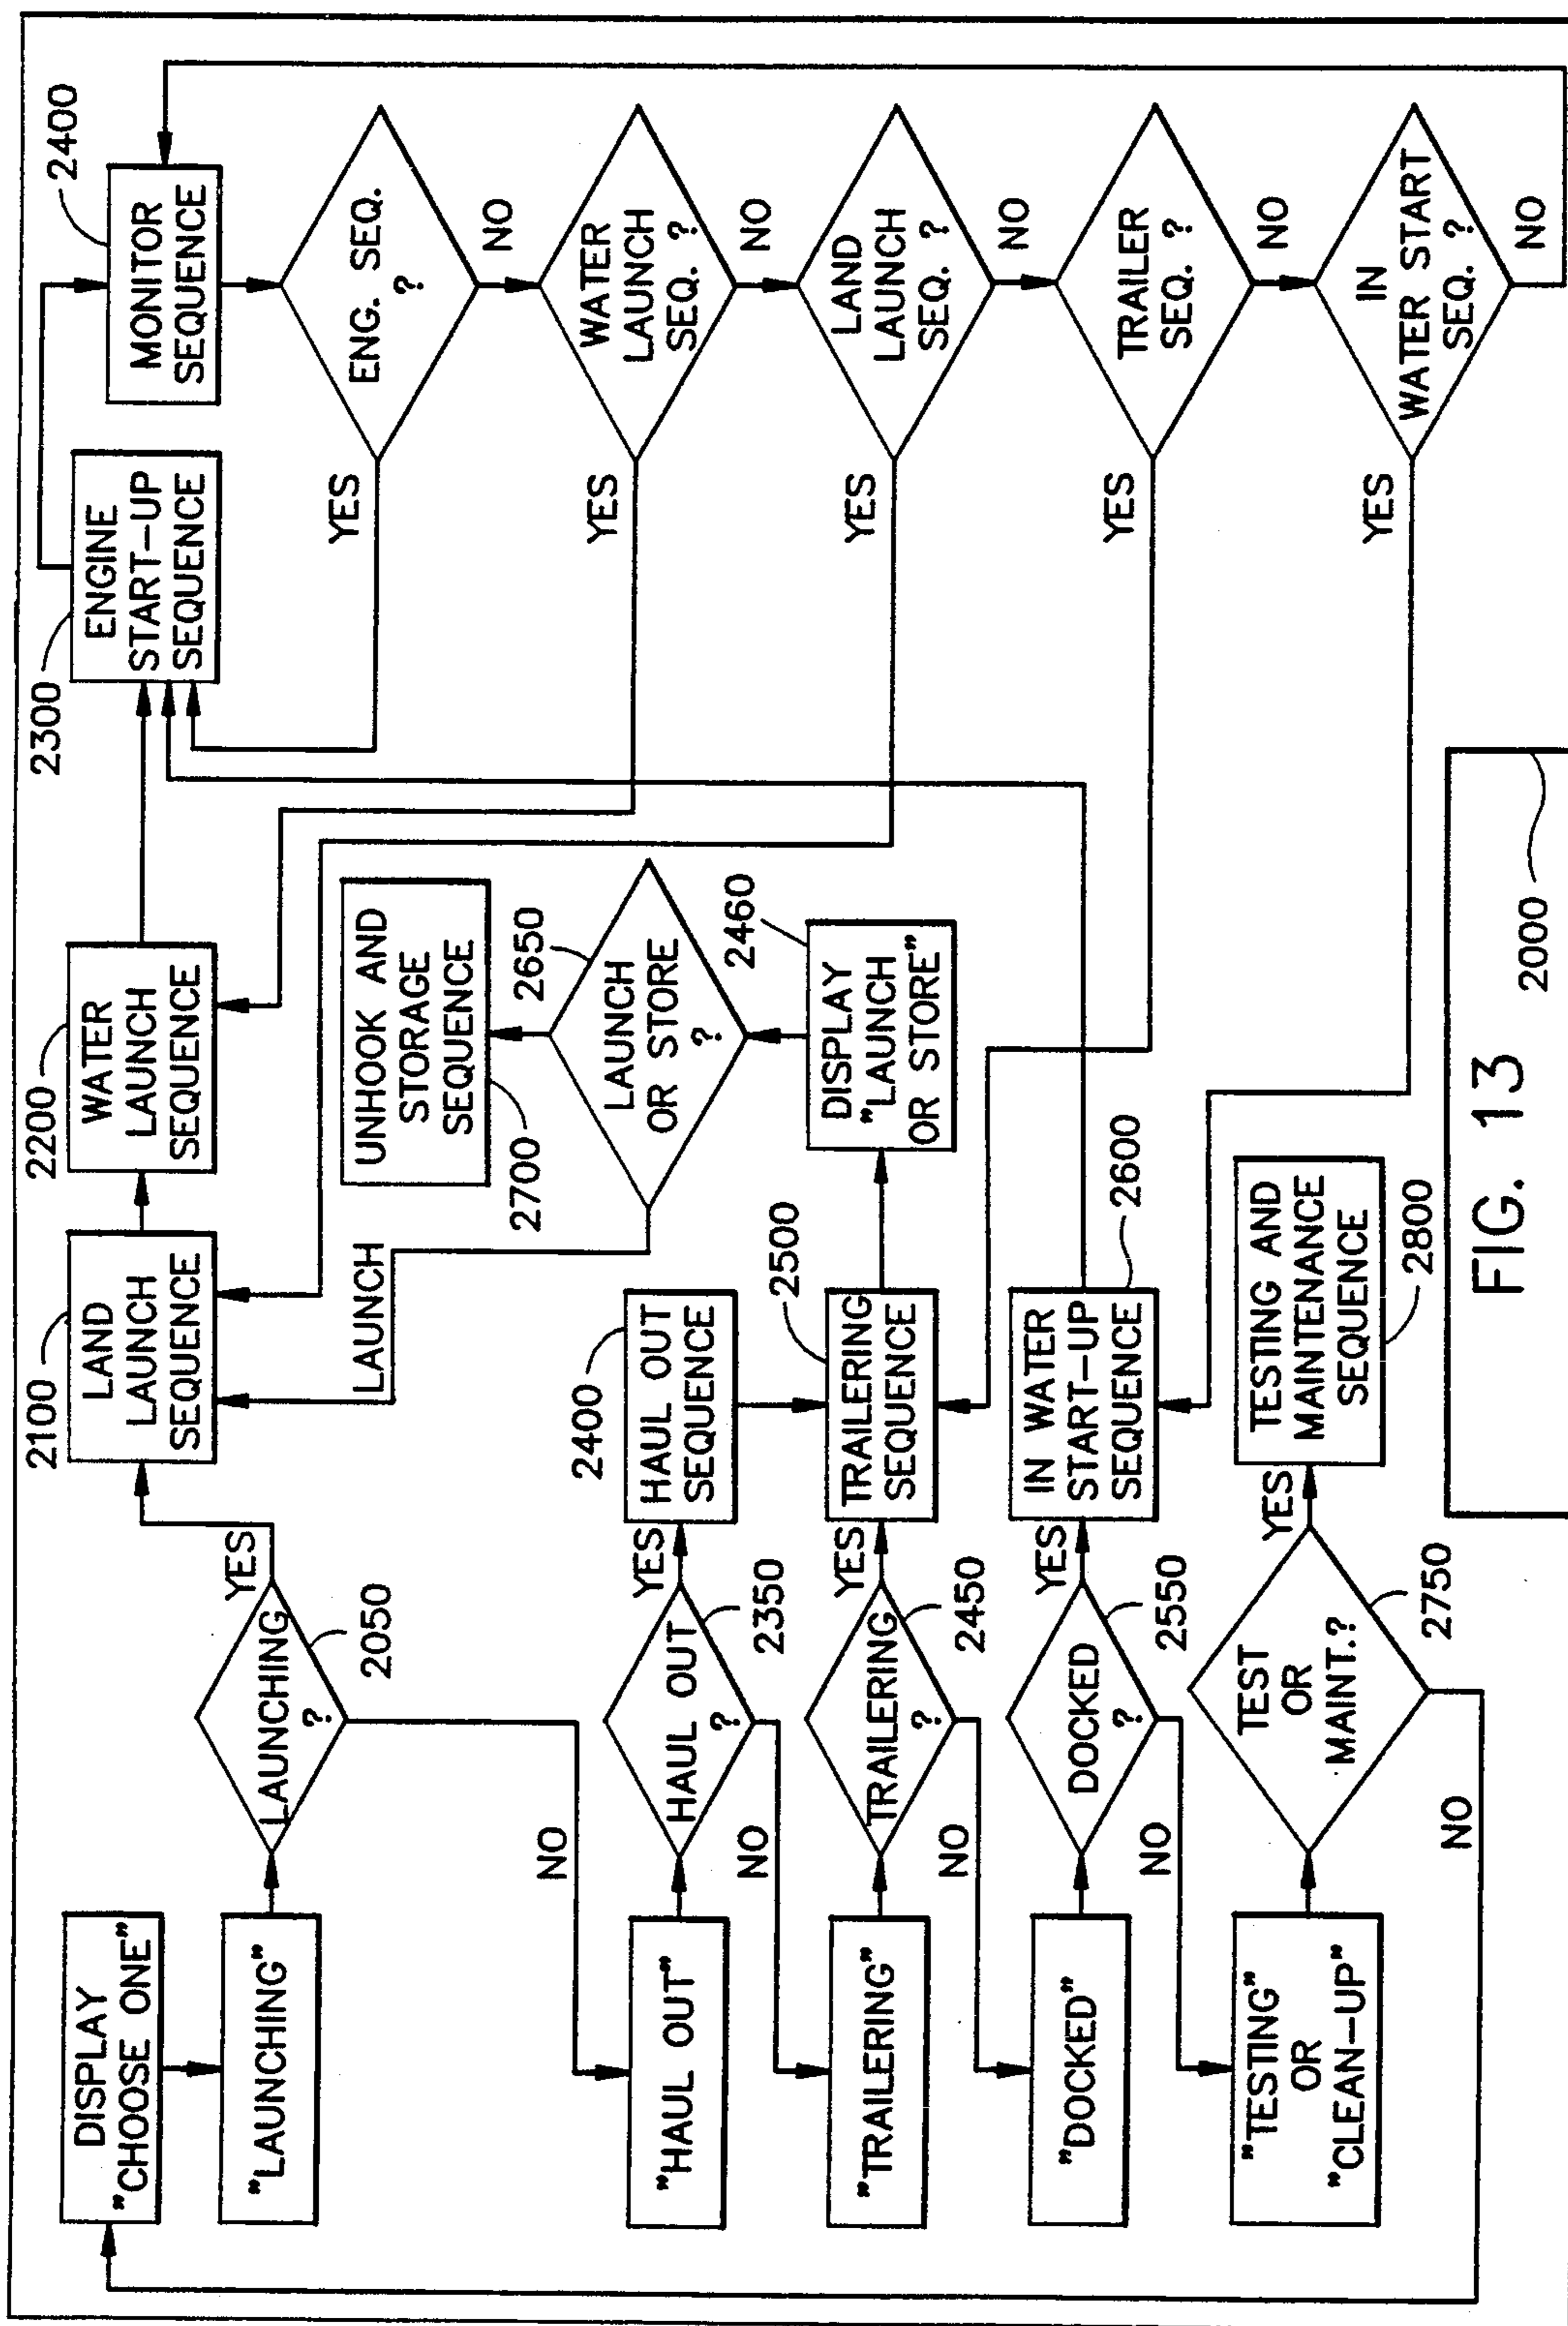 DISPLAY
"CHOOSE ONE"
"LAUNCHING"
LAUNCHING
?
2050
YES
NO
2100
LAND
LAUNCH
SEQUENCE
2200
WATER
LAUNCH
SEQUENCE
2300
ENGINE
START-UP
SEQUENCE
2400
MONITOR
SEQUENCE
LAUNCH
UNHOOK AND
STORAGE
SEQUENCE
2700
2650
LAUNCH
OR STORE
?
2460
DISPLAY
"LAUNCH
OR STORE"
"HAUL OUT"
HAUL OUT
?
2350
YES
NO
2400
HAUL OUT
SEQUENCE
"TRAILERING"
TRAILERING
?
2450
YES
NO
2500
TRAILERING
SEQUENCE
"DOCKED"
DOCKED
?
2550
YES
NO
IN WATER
START-UP
SEQUENCE
2600
"TESTING"
OR
"CLEAN-UP"
TEST
OR
MAINT.?
2750
YES
NO
TESTING AND
MAINTENANCE
SEQUENCE
2800
ENG. SEQ.
?
YES
NO
WATER
LAUNCH
SEQ. ?
YES
NO
LAND
LAUNCH
SEQ. ?
YES
NO
TRAILER
SEQ. ?
YES
NO
IN
WATER START
SEQ. ?
YES
NO
FIG. 13
2000